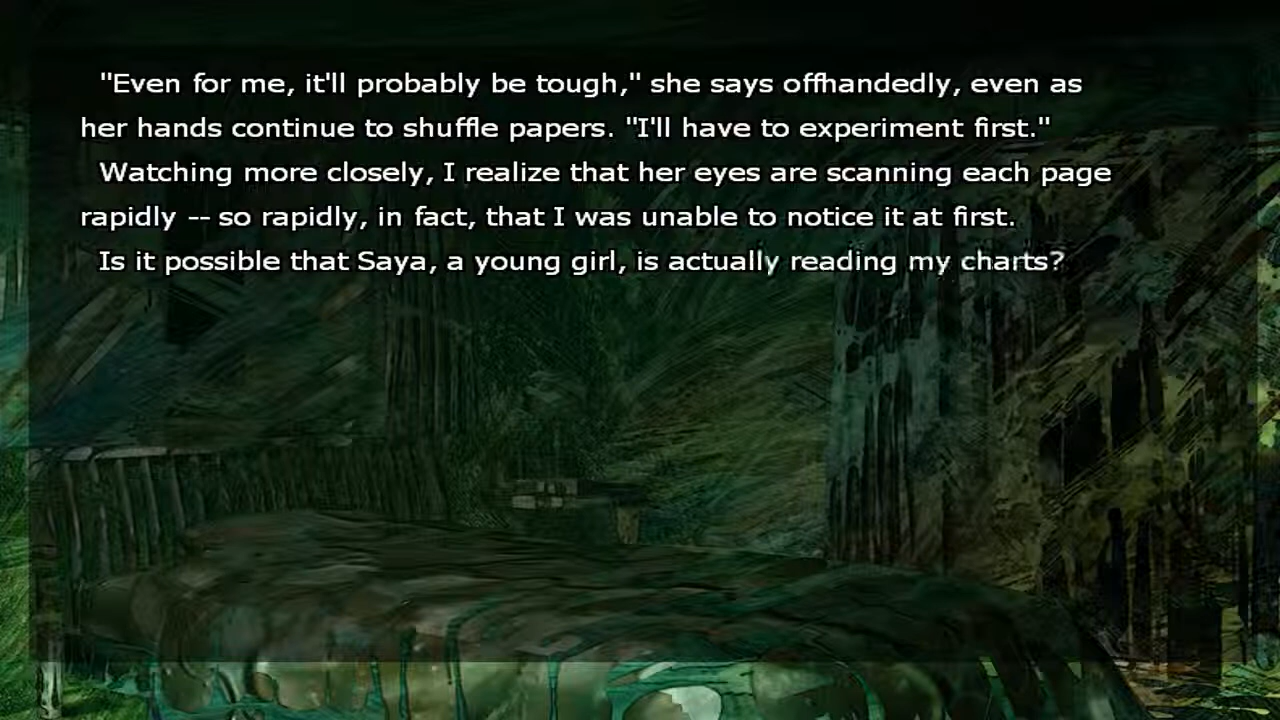 "Even for me, it'll probably be tough," she says offhandedly, even as
her hands continue to shuffle papers. "I'll have to experiment first."
Watching more closely, I realize that her eyes are scanning each page
rapidly -- so rapidly, in fact, that I was unable to notice it at first.
Is it possible that Saya, a young girl, is actually reading my charts?